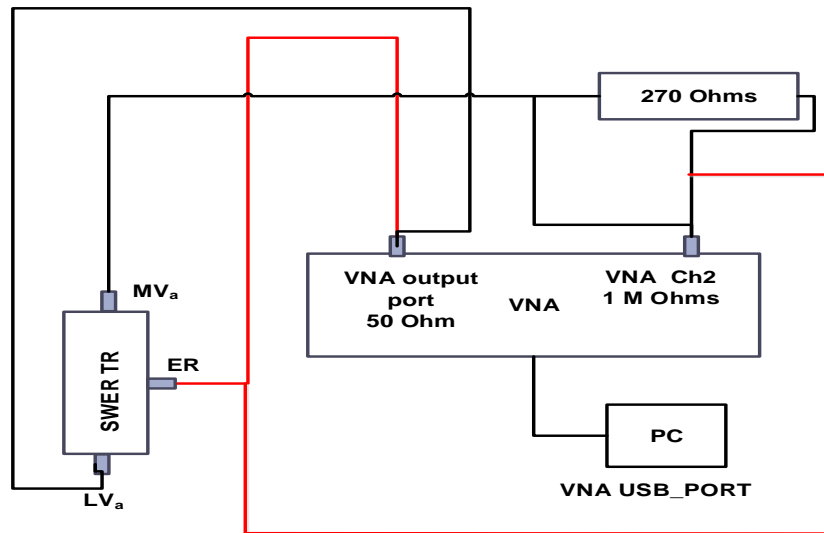 270 Ohms
VNA output
port
50 Ohm
VNA
VNA Ch2
1 M Ohms
MVa
ER
SWER TR
LVa
PC
VNA USB_PORT